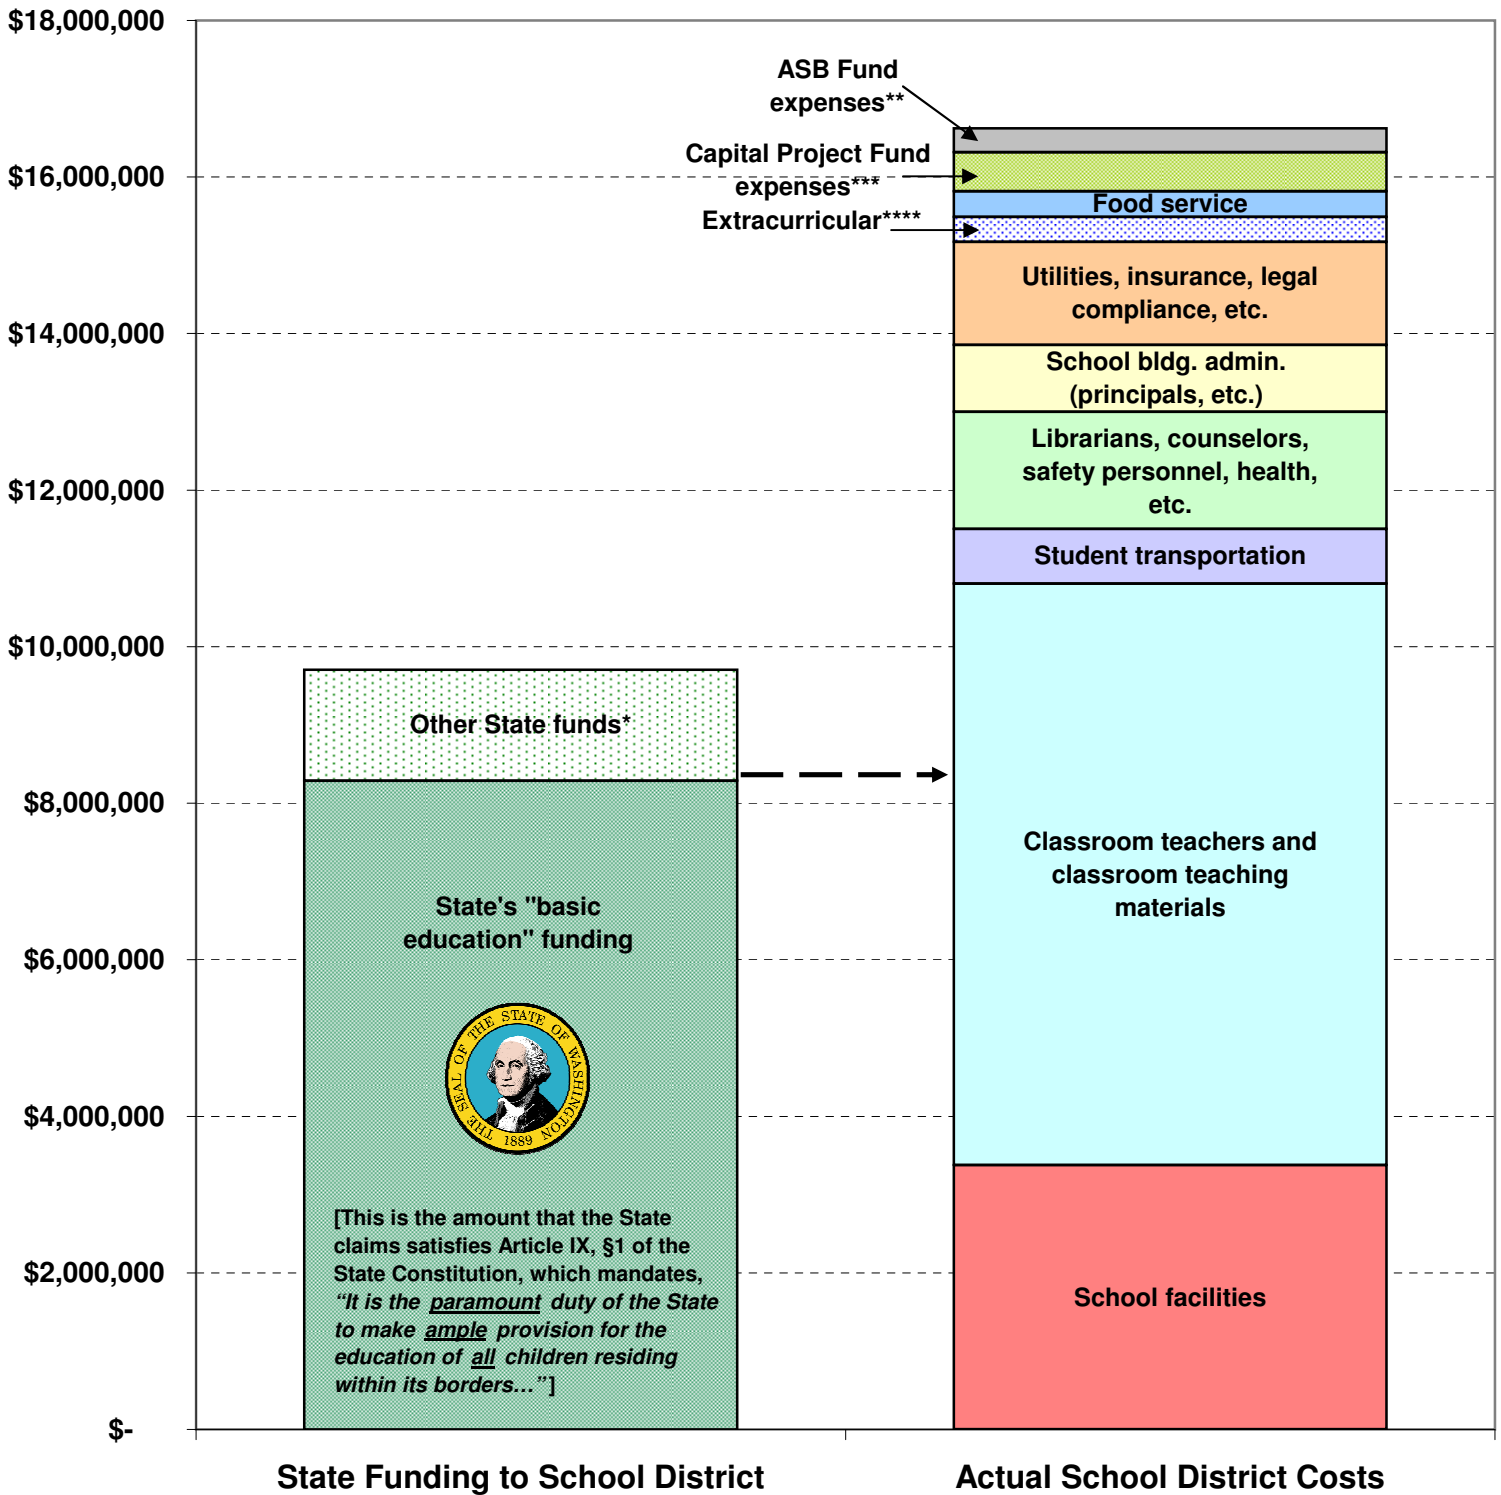 $18,000,000
$16,000,000
$14,000,000
$12,000,000
$10,000,000
$8,000,000
$6,000,000
$4,000,000
$2,000,000
$-
Other State funds*
State's "basic
education" funding
THE SEAL OF THE STATE OF WASHINGTON
1889
[This is the amount that the State
claims satisfies Article IX, §1 of the
State Constitution, which mandates,
“It is the paramount duty of the State
to make ample provision for the
education of all children residing
within its borders…”]
ASB Fund
expenses**
Capital Project Fund
expenses***
Extracurricular****
Food service
Utilities, insurance, legal
compliance, etc.
School bldg. admin.
(principals, etc.)
Librarians, counselors,
safety personnel, health,
etc.
Student transportation
Classroom teachers and
classroom teaching
materials
School facilities
State Funding to School District
Actual School District Costs